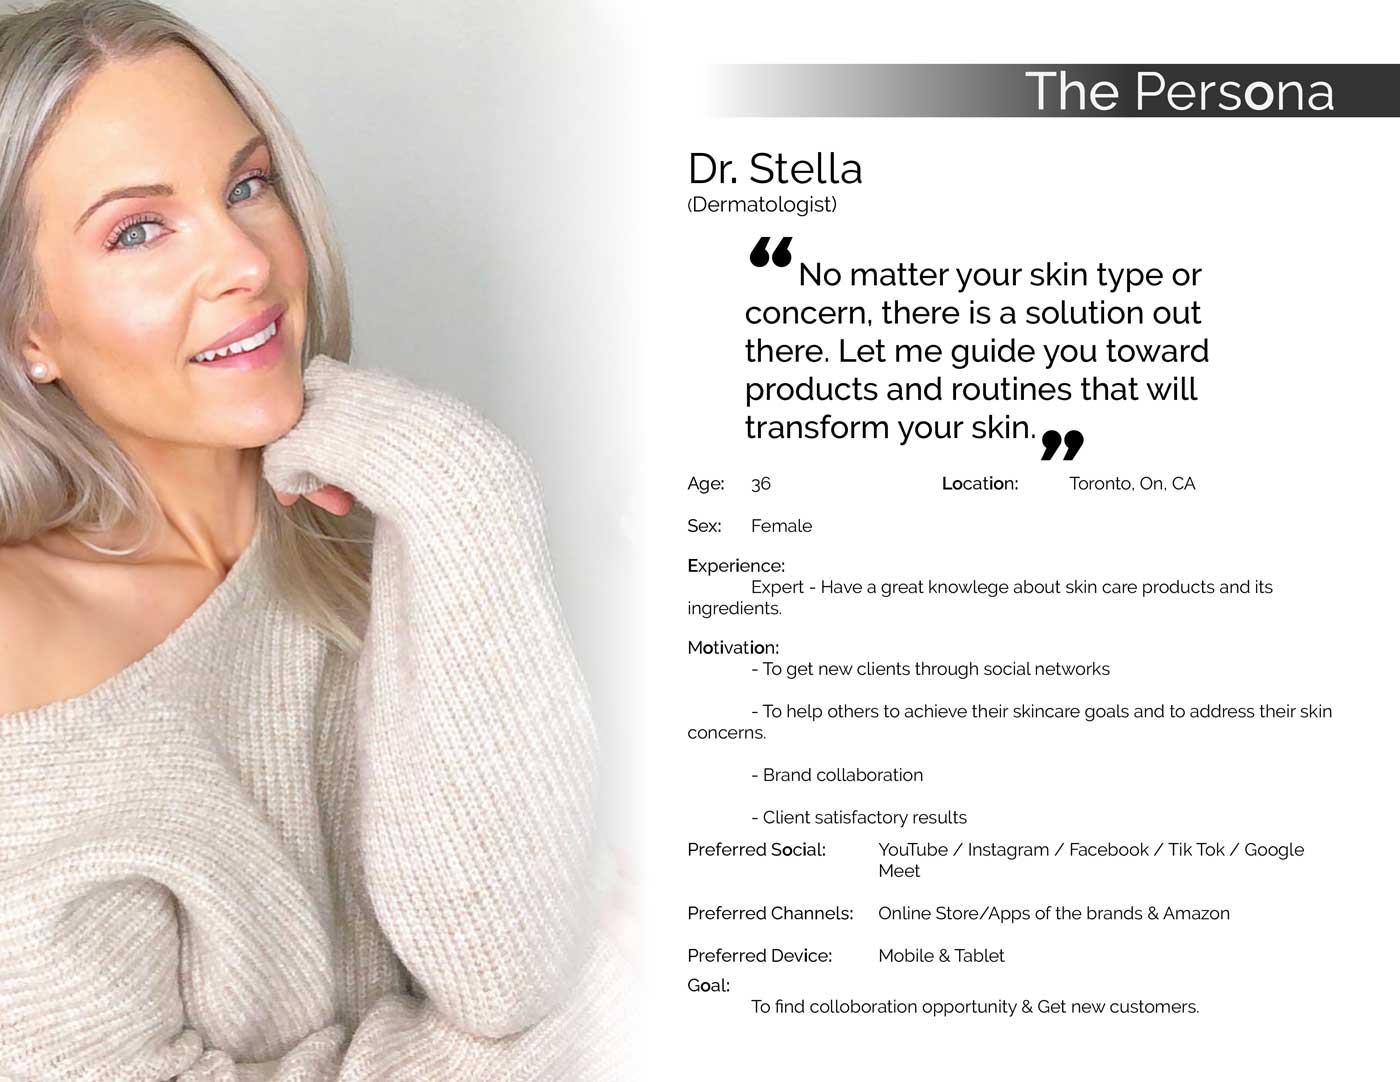 The Persona
Dr. Stella
(Dermatologist)
“ No matter your skin type or
concern, there is a solution out
there. Let me guide you toward
products and routines that will
transform your skin. ”
Age: 36 Location: Toronto, On, CA
Sex: Female
Experience:
Expert - Have a great knowlege about skin care products and its
ingredients.
Motivation:
- To get new clients through social networks
- To help others to achieve their skincare goals and to address their skin
concerns.
- Brand collaboration
- Client satisfactory results
Preferred Social: YouTube / Instagram / Facebook / Tik Tok / Google
Meet
Preferred Channels: Online Store/Apps of the brands & Amazon
Preferred Device: Mobile & Tablet
Goal:
To find colloboration opportunity & Get new customers.